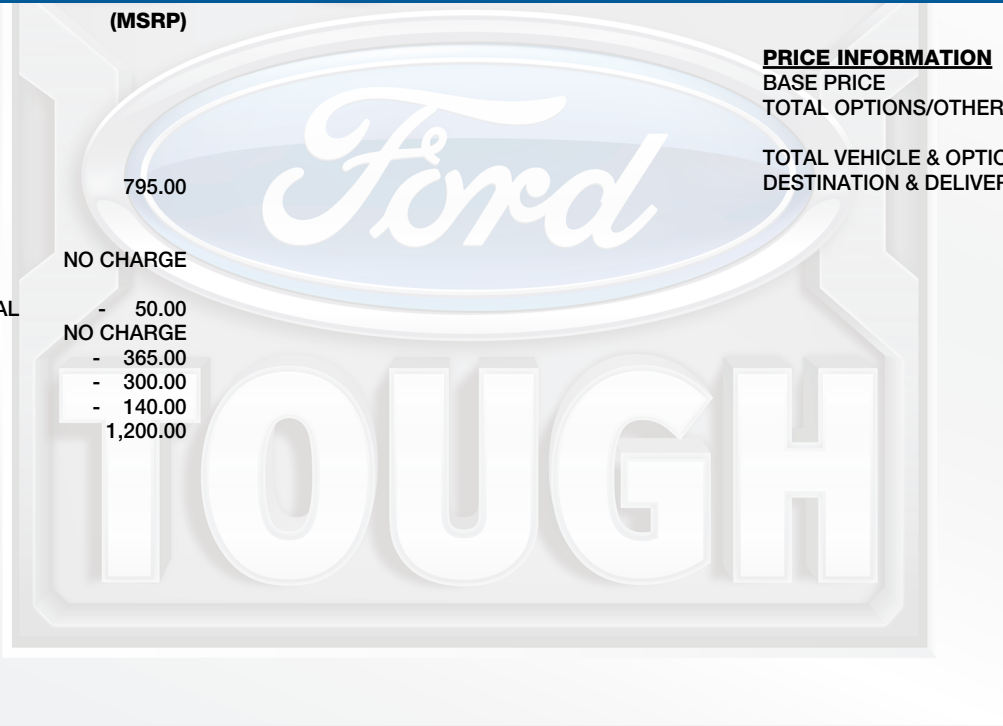 (MSRP)
795.00
NO CHARGE
AL - 50.00
NO CHARGE
- 365.00
- 300.00
- 140.00
1,200.00
PRICE INFORMATION
BASE PRICE
TOTAL OPTIONS/OTHER
TOTAL VEHICLE & OPTIO
DESTINATION & DELIVER
Ford
TOUGH